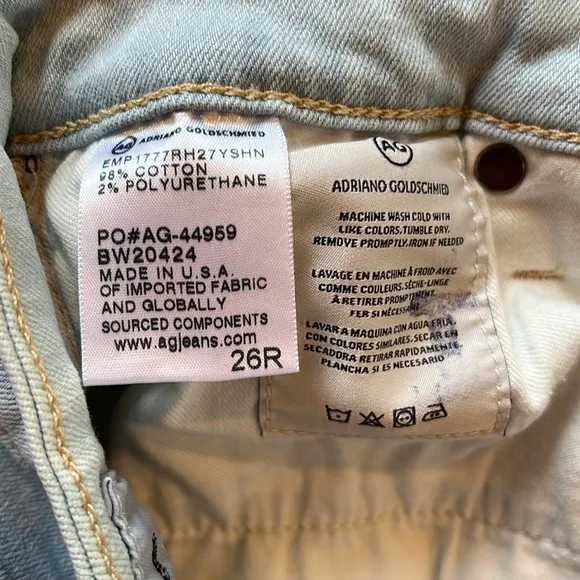 AG ADRIANO GOLDSCHMIED
EMP1777RH27YSHN
98% COTTON
2% POLYURETHANE
PO#AG-44959
BW20424
MADE IN U.S.A.
OF IMPORTED FABRIC
AND GLOBALLY
SOURCED COMPONENTS
www.agjeans.com
26R
AG
ADRIANO GOLDSCHMIED
MACHINE WASH COLD WITH
LIKE COLORS, TUMBLE DRY.
REMOVE PROMPTLY, IRON IF NEEDED
LAVAGE EN MACHINE À FROID AVEC
COMME COULEURS, SÈCHE-LINGE
À RETIRER PROMPTEMENT
FER SI NÉCESSAIRE
LAVAR A MAQUINA CON AGUA FRIA,
CON COLORES SIMILARES, SECAR EN
SECADORA RETIRAR RAPIDAMENTE,
PLANCHA SI ES NECESARIO